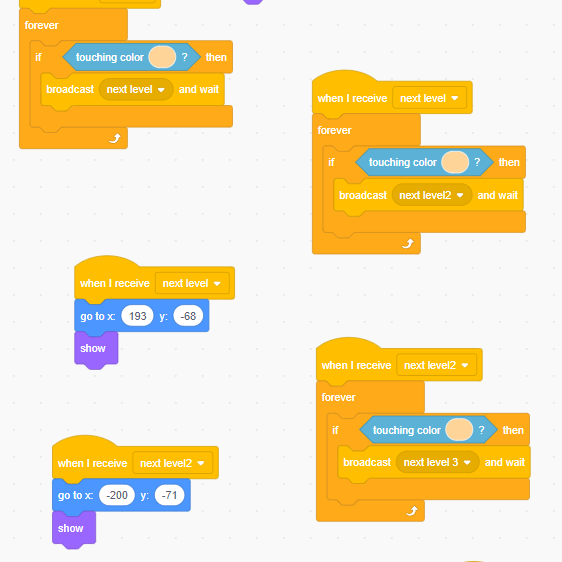 forever
if touching color ? then
broadcast next level and wait
when I receive next level
forever
if touching color ? then
broadcast next level2 and wait
when I receive next level
go to x: 193 y: -68
show
when I receive next level2
forever
if touching color ? then
broadcast next level 3 and wait
when I receive next level2
go to x: -200 y: -71
show